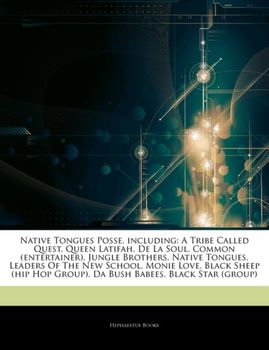 Native Tongues Posse, including: A Tribe Called
Quest, Queen Latifah, De La Soul, Common
(entertainer), Jungle Brothers, Native Tongues,
Leaders Of The New School, Monie Love, Black Sheep
(hip Hop Group), Da Bush Babees, Black Star (group)
Hephaestus Books